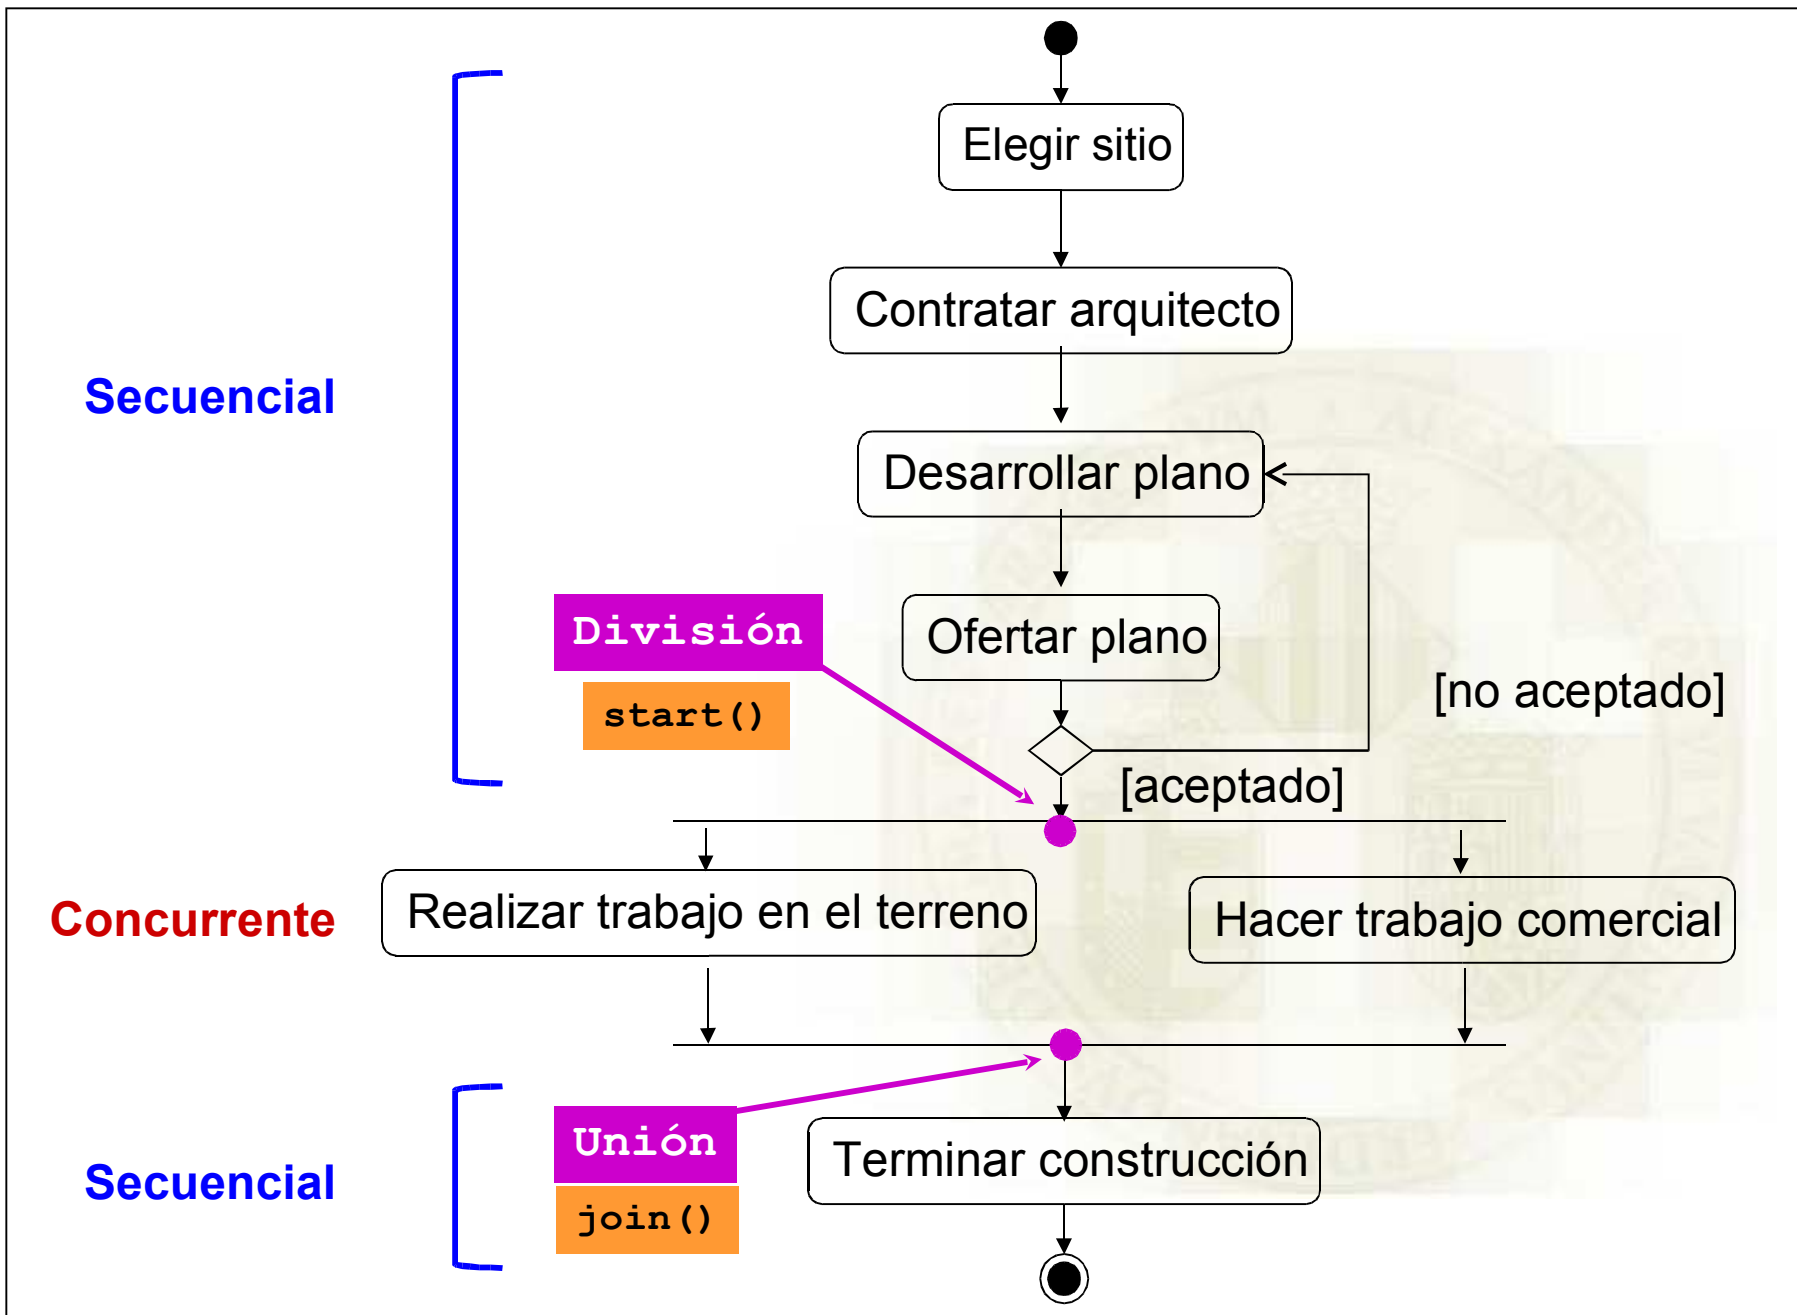 Elegir sitio
Contratar arquitecto
Secuencial
Desarrollar plano
División
Ofertar plano
start()
[no aceptado]
[aceptado]
Concurrente
Realizar trabajo en el terreno
Hacer trabajo comercial
Unión
Terminar construcción
Secuencial
join()